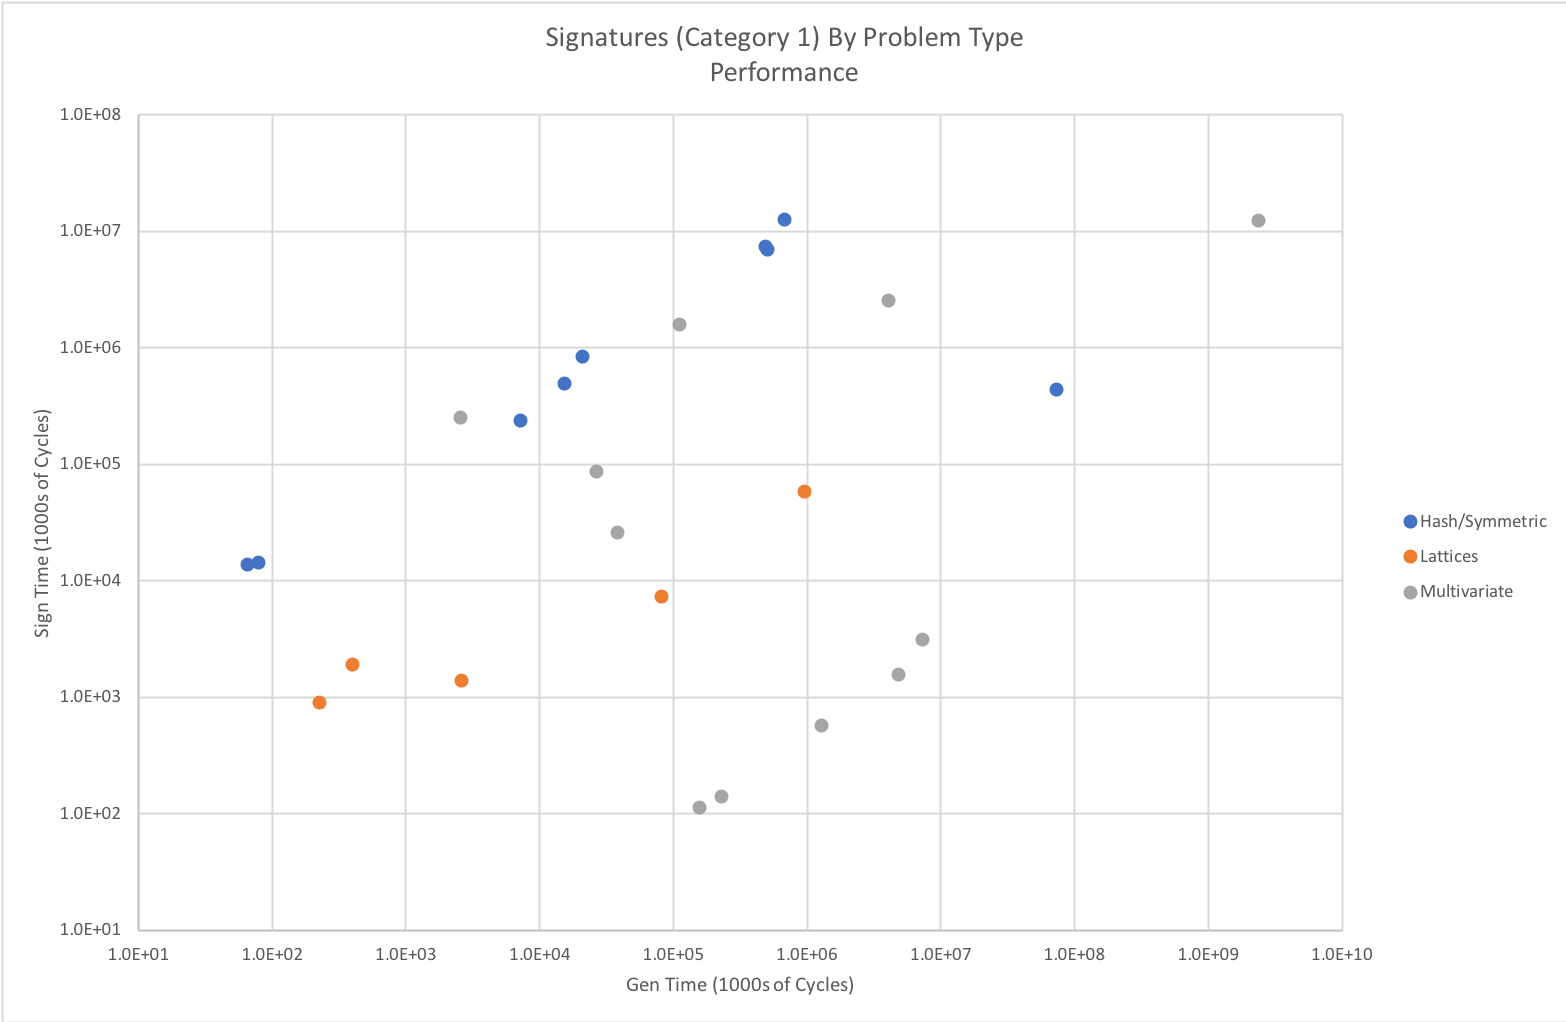 Signatures (Category 1) By Problem Type
Performance
1.0E+08
1.0E+07
1.0E+06
1.0E+05
1.0E+04
1.0E+03
1.0E+02
1.0E+01
Sign Time (1000s of Cycles)
1.0E+01 1.0E+02 1.0E+03 1.0E+04 1.0E+05 1.0E+06 1.0E+07 1.0E+08 1.0E+09 1.0E+10
Gen Time (1000s of Cycles)
Hash/Symmetric
Lattices
Multivariate